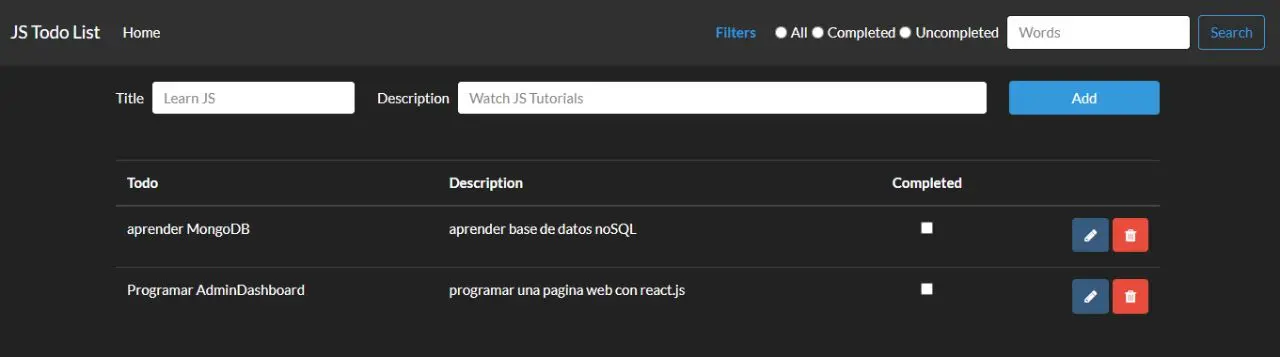 JS Todo List Home Filters All Completed Uncompleted Words Search
Title Learn JS Description Watch JS Tutorials Add
Todo Description Completed
aprender MongoDB aprender base de datos noSQL
Programar AdminDashboard programar una pagina web con react.js